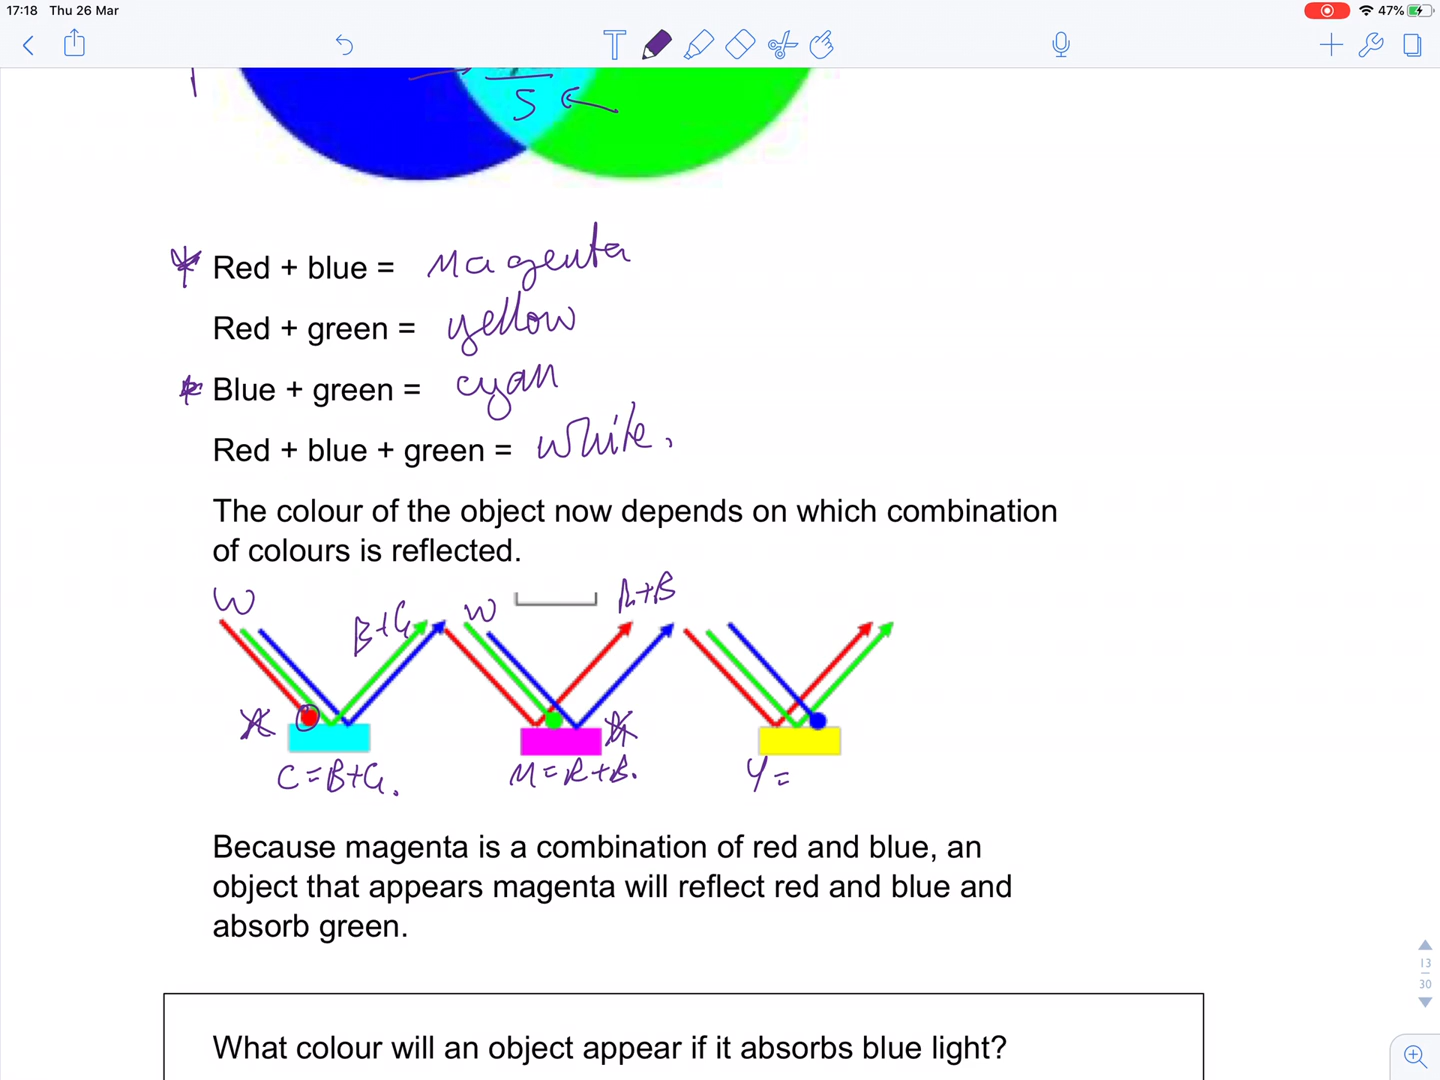 17:18 Thu 26 Mar
47%
T
5
Red + blue = Magenta
Red + green = yellow
Blue + green = cyan
Red + blue + green = white.
The colour of the object now depends on which combination
of colours is reflected.
W B+G W R+B
C=B+G. M=R+B. Y=
Because magenta is a combination of red and blue, an
object that appears magenta will reflect red and blue and
absorb green.
13
30
What colour will an object appear if it absorbs blue light?